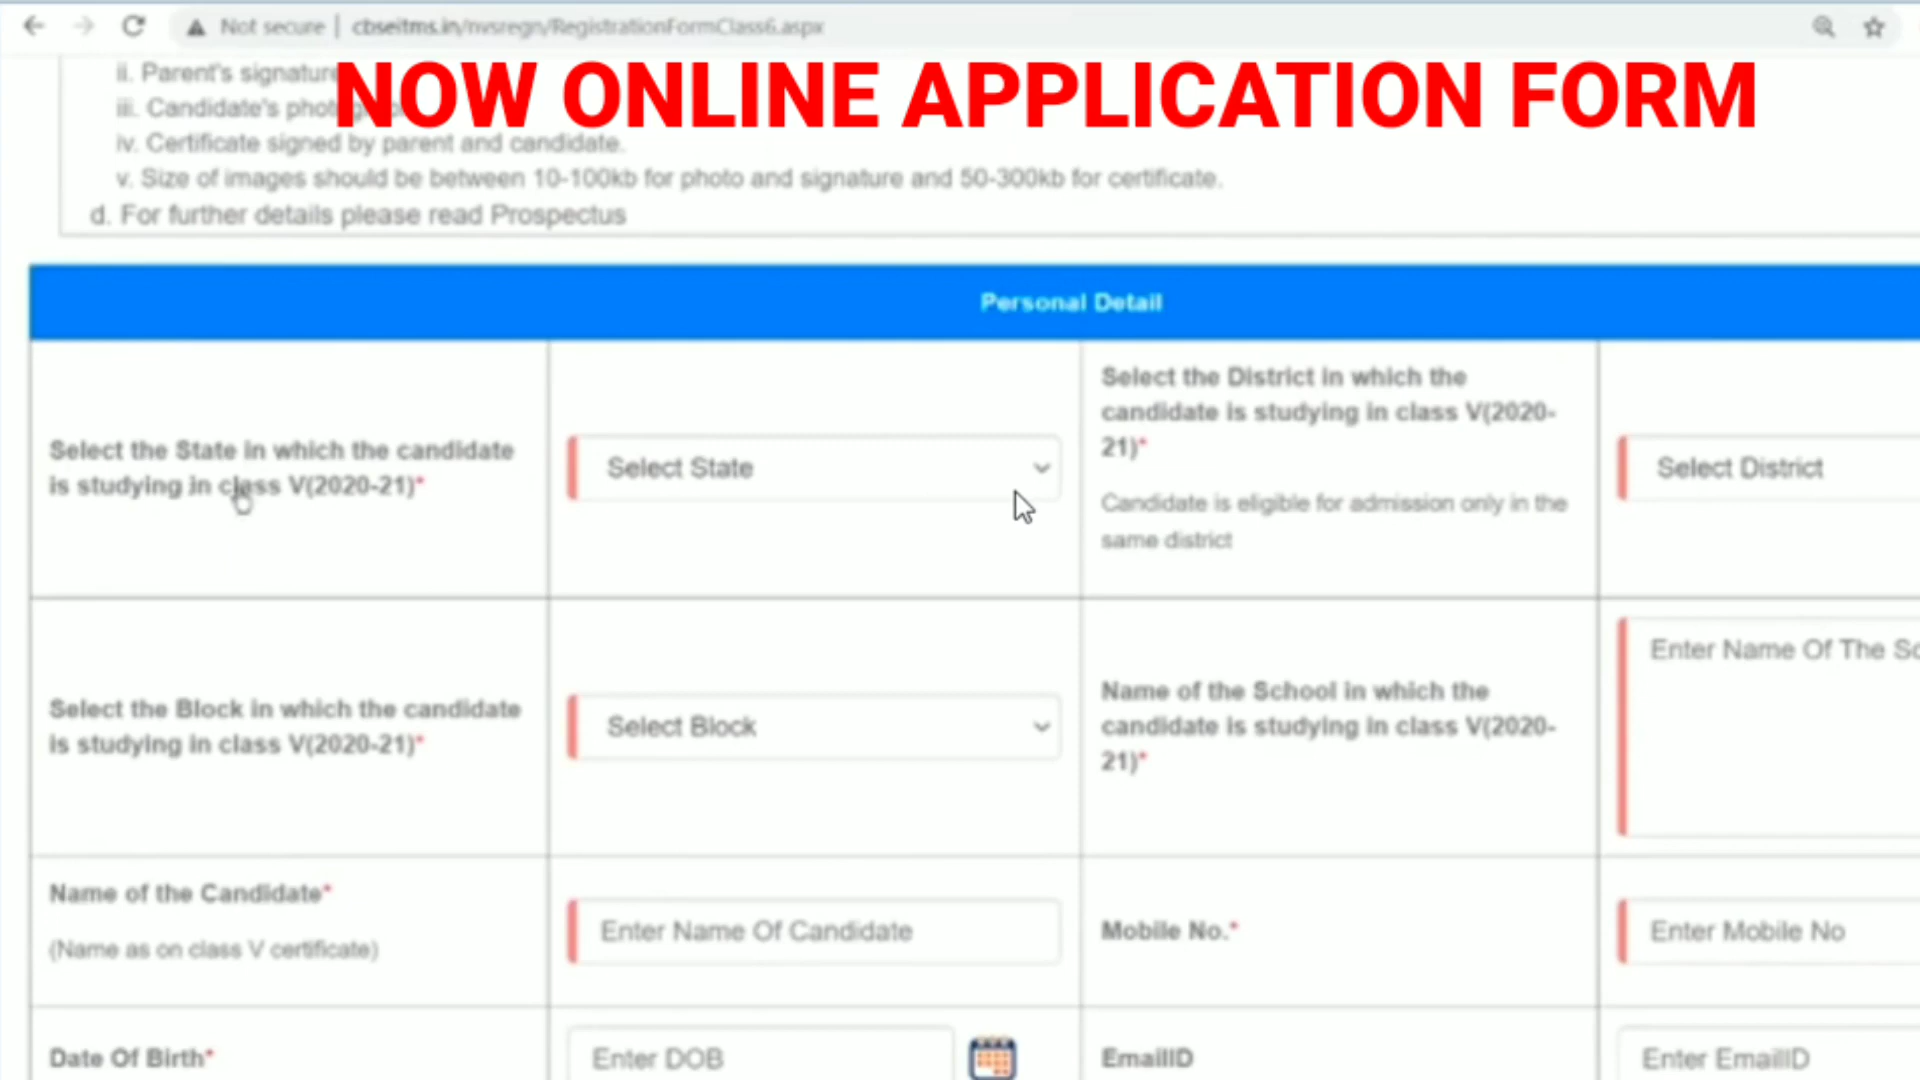 Not secure | cbseitms.in/nvsregn/RegistrationFormClass6.aspx
ii. Parent's signature
NOW ONLINE APPLICATION FORM
iii. Candidate's
iv. Certificate signed by parent and candidate.
v. Size of images should be between 10-100kb for photo and signature and 50-300kb for certificate.
d. For further details please read Prospectus
Personal Detail
Select the State in which the candidate
is studying in class V(2020-21)*
Select State
Select the District in which the
candidate is studying in class V(2020-
21)*
Candidate is eligible for admission only in the
same district
Select District
Select the Block in which the candidate
is studying in class V(2020-21)*
Select Block
Name of the School in which the
candidate is studying in class V(2020-
21)*
Enter Name Of The
Name of the Candidate*
(Name as on class V certificate)
Enter Name Of Candidate
Mobile No.*
Enter Mobile No
Date Of Birth*
Enter DOB
EmailID
Enter EmailID